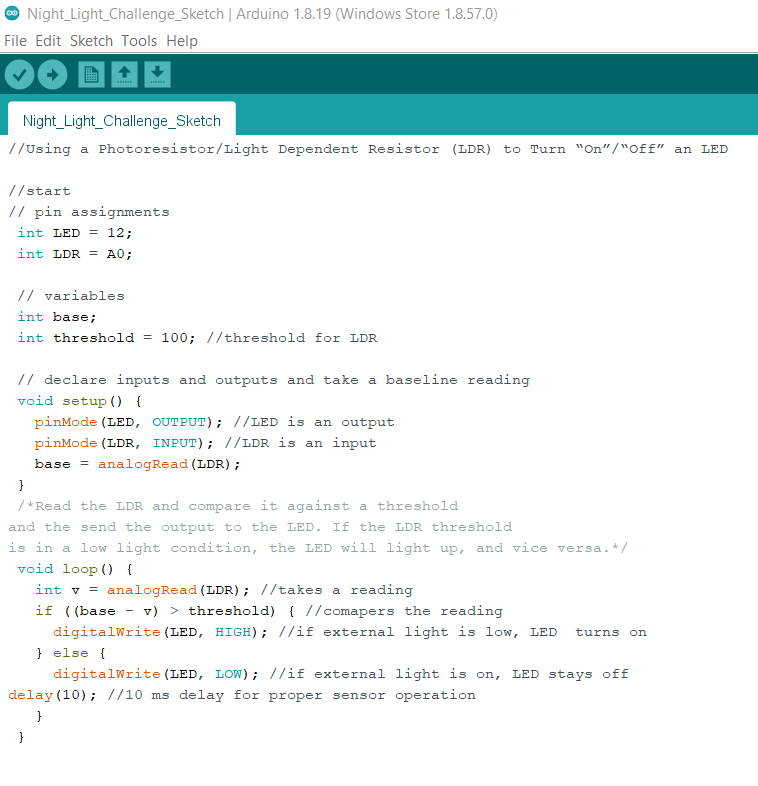 Night_Light_Challenge_Sketch | Arduino 1.8.19 (Windows Store 1.8.57.0)
File Edit Sketch Tools Help
Night_Light_Challenge_Sketch
//Using a Photoresistor/Light Dependent Resistor (LDR) to Turn “On”/“Off” an LED

//start
// pin assignments
int LED = 12;
int LDR = A0;

// variables
int base;
int threshold = 100; //threshold for LDR

// declare inputs and outputs and take a baseline reading
void setup() {
pinMode(LED, OUTPUT); //LED is an output
pinMode(LDR, INPUT); //LDR is an input
base = analogRead(LDR);
}
/*Read the LDR and compare it against a threshold
and the send the output to the LED. If the LDR threshold
is in a low light condition, the LED will light up, and vice versa.*/
void loop() {
int v = analogRead(LDR); //takes a reading
if ((base - v) > threshold) { //comapers the reading
digitalWrite(LED, HIGH); //if external light is low, LED  turns on
} else {
digitalWrite(LED, LOW); //if external light is on, LED stays off
delay(10); //10 ms delay for proper sensor operation
}
}